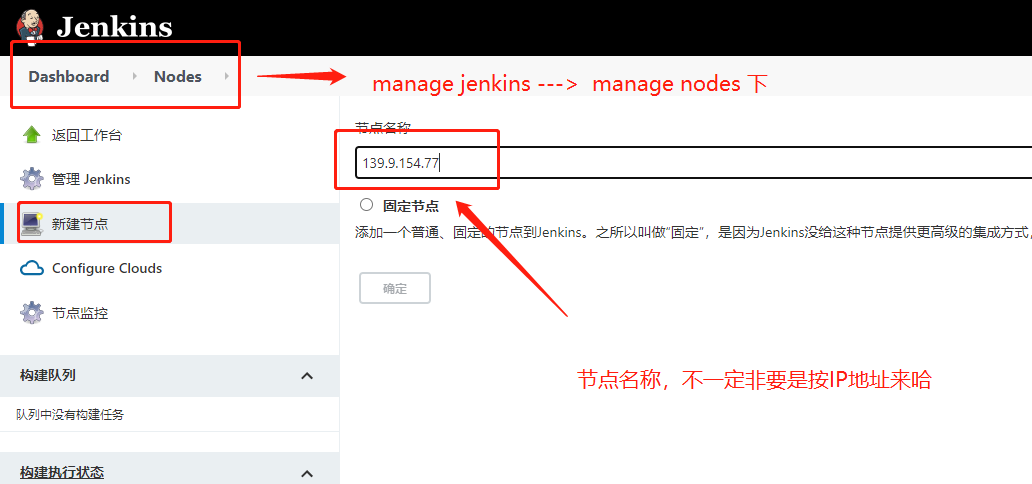 Jenkins
Dashboard Nodes
manage jenkins ---> manage nodes 下
返回工作台
管理 Jenkins
新建节点
Configure Clouds
节点监控
构建队列
队列中没有构建任务
构建执行状态
节点名称
139.9.154.77
固定节点
添加一个普通、固定的节点到Jenkins。之所以叫做“固定”，是因为Jenkins没给这种节点提供更高级的集成方式,
确定
节点名称，不一定非要是按IP地址来哈